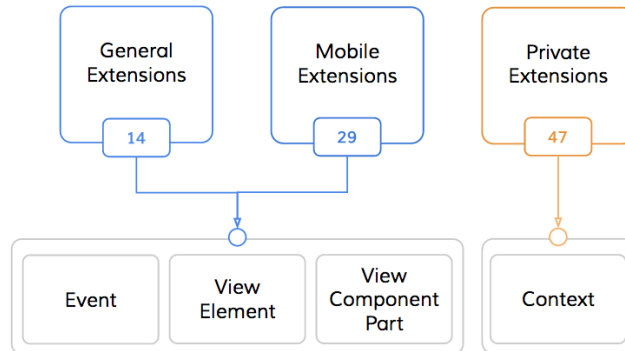 General
Extensions
Mobile
Extensions
Private
Extensions
14
29
47
Event
View
Element
View
Component
Part
Context